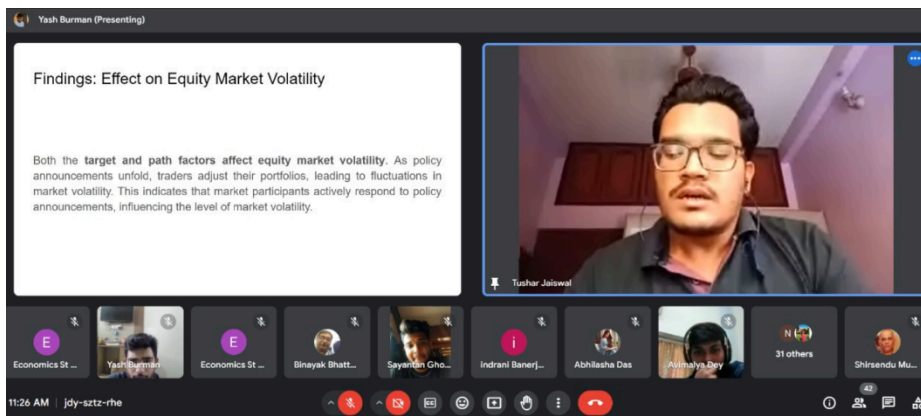 Yash Burman (Presenting)
Findings: Effect on Equity Market Volatility
Both the target and path factors affect equity market volatility. As policy
announcements unfold, traders adjust their portfolios, leading to fluctuations in
market volatility. This indicates that market participants actively respond to policy
announcements, influencing the level of market volatility.
Tushar Jaiswal
E
E
i
N
Economics St ...
Yash Burman
Economics St ...
Binayak Bhatt...
Sayantan Gho...
Indrani Banerj...
Abhilasha Das
Avimalya Dey
31 others
Shirsendu Mu...
11:26 AM | jdy-sztz-rhe
42